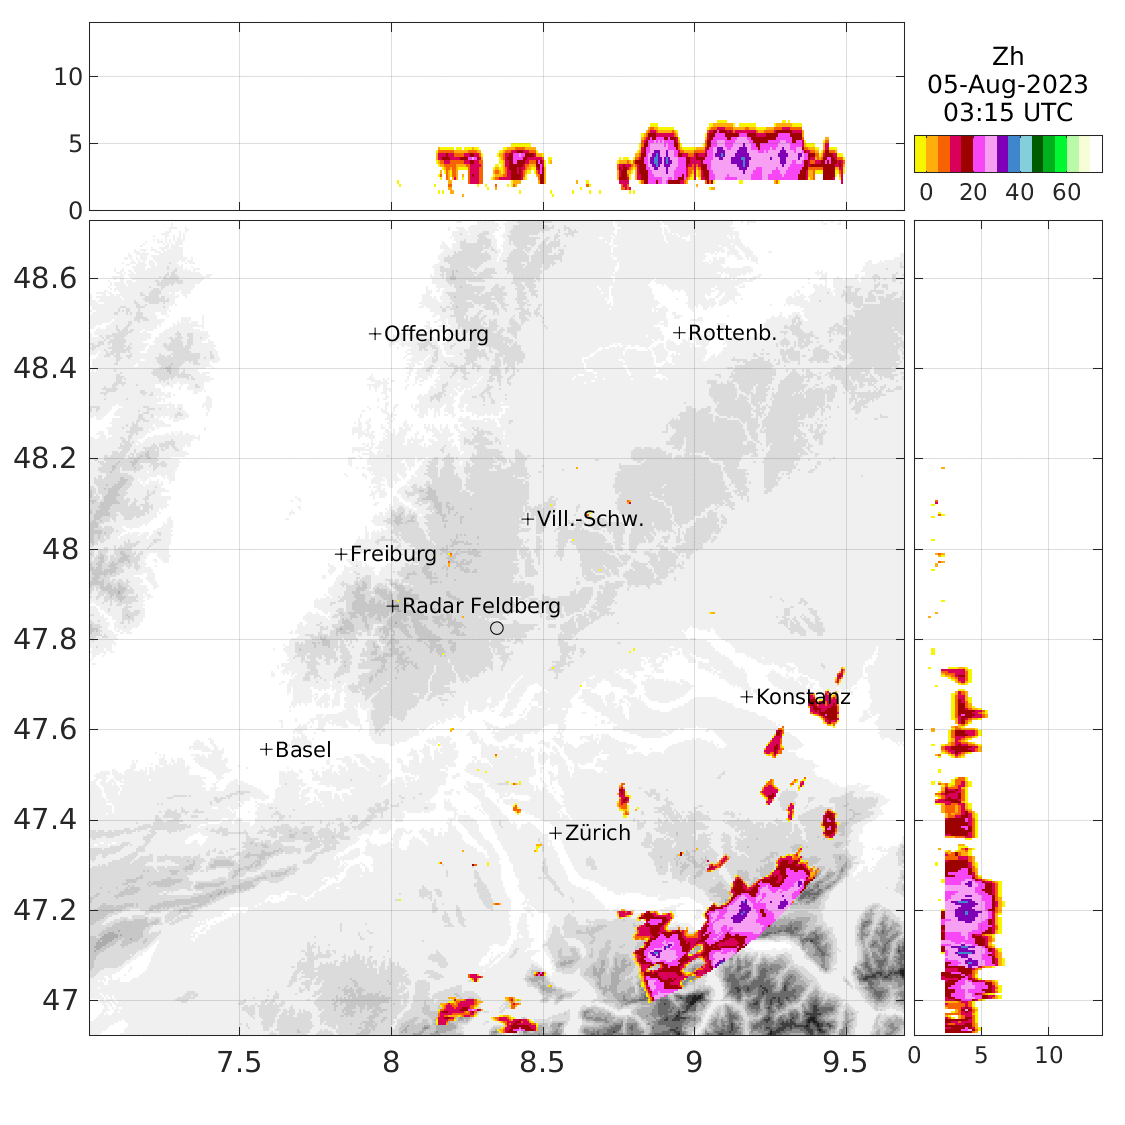 10
5
0
Zh
05-Aug-2023
03:15 UTC
0 20 40 60
48.6
48.4
48.2
48
47.8
47.6
47.4
47.2
47
+Offenburg
+Rottenb.
+Vill.-Schw.
+Freiburg
+Radar Feldberg
+Konstanz
+Basel
+Zürich
7.5 8 8.5 9 9.5
0 5 10